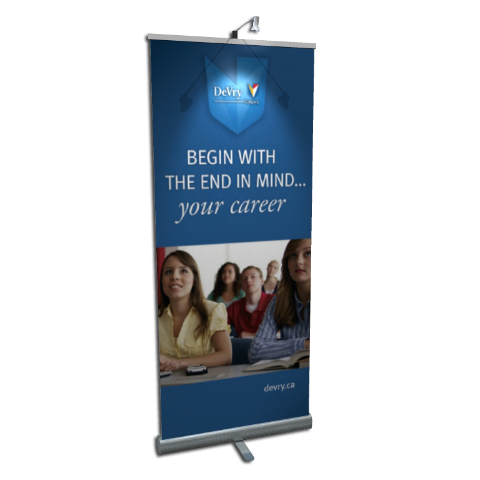 DeVry
BEGIN WITH
THE END IN MIND...
your career
devry.ca